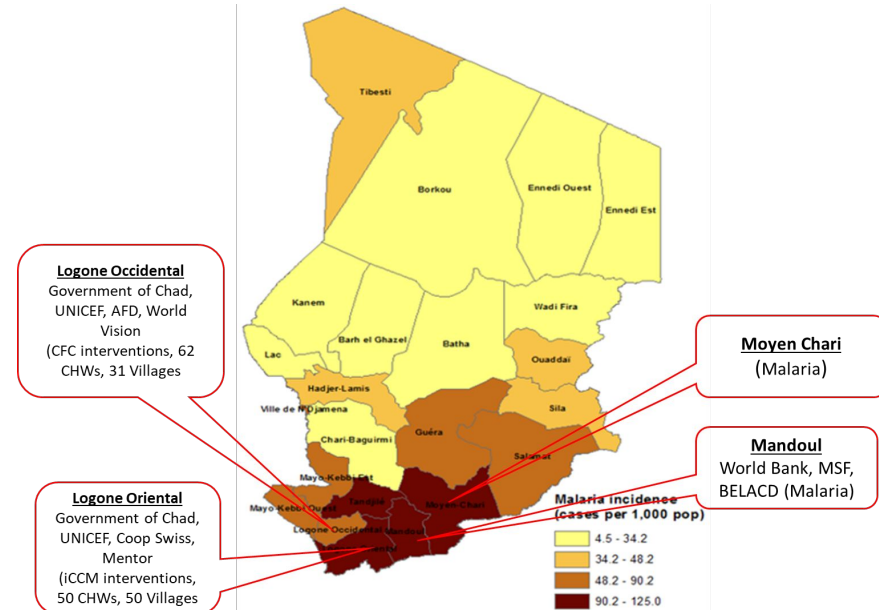 Tibesti
Borkou
Ennedi Ouest
Ennedi Est
Logone Occidental
Government of Chad,
UNICEF, AFD, World
Vision
(CFC interventions, 62
CHWs, 31 Villages
Kanem
Wadi Fira
Barh el Ghazel
Batha
Lac
Ouaddaï
Moyen Chari
(Malaria)
Hadjer-Lamis
Ville de N'Djamena
Sila
Guéra
Chari-Baguirmi
Salamat
Mandoul
World Bank, MSF,
BELACD (Malaria)
Mayo-Kebbi Est
Logone Oriental
Government of Chad,
UNICEF, Coop Swiss,
Mentor
(iCCM interventions,
50 CHWs, 50 Villages
Tandjilé
Moyen-Chari
Mayo-Kebbi Ouest
Logone Occidental
Mandoul
Malaria incidence
(cases per 1,000 pop)
4.5 - 34.2
34.2 - 48.2
48.2 - 90.2
90.2 - 125.0